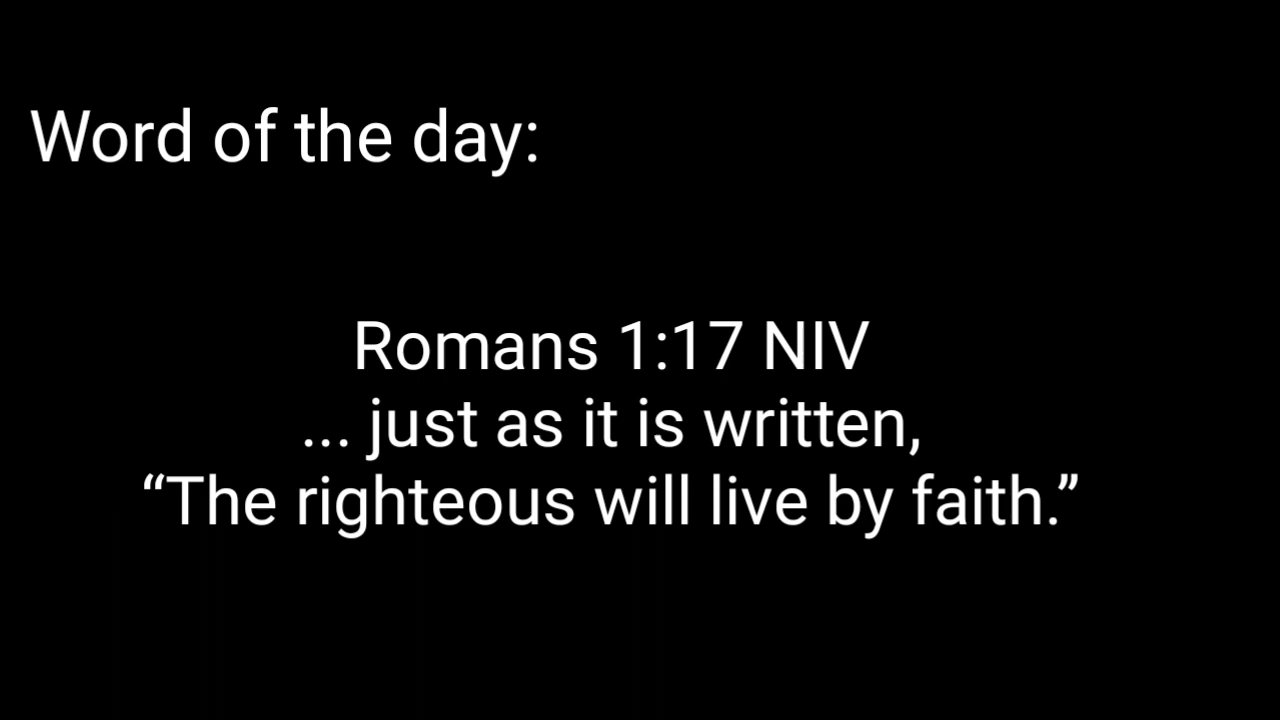 Word of the day:
Romans 1:17 NIV
... just as it is written,
“The righteous will live by faith.”